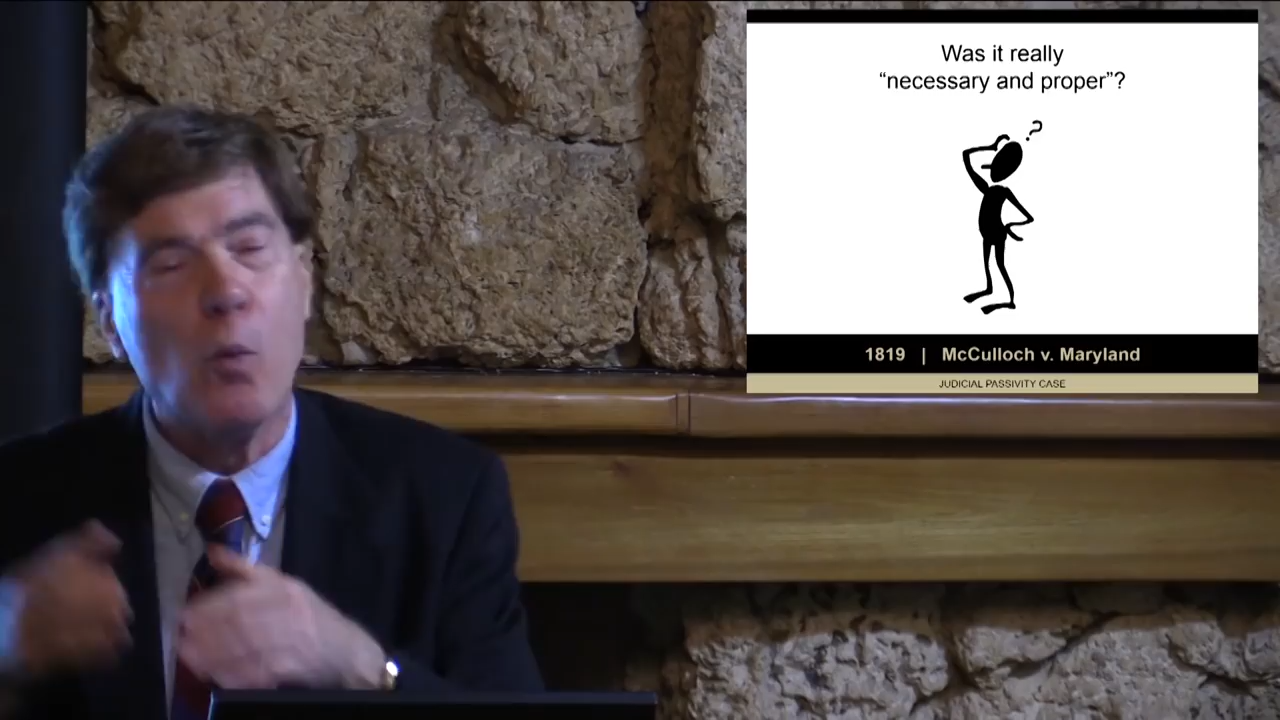 Was it really
“necessary and proper”?
?
1819 | McCulloch v. Maryland
JUDICIAL PASSIVITY CASE